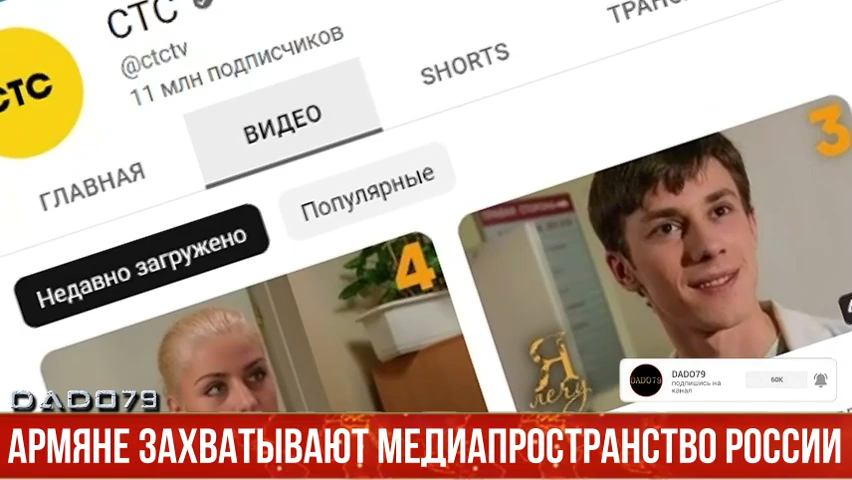 СТС
@ctctv
11 млн подписчиков
СТС
ГЛАВНАЯ
ВИДЕО
SHORTS
Недавно загружено
Популярные
4
3
Я
лечу
DADO79
DADO79
DADO79
подпишись на
канал
60K
АРМЯНЕ ЗАХВАТЫВАЮТ МЕДИАПРОСТРАНСТВО РОССИИ